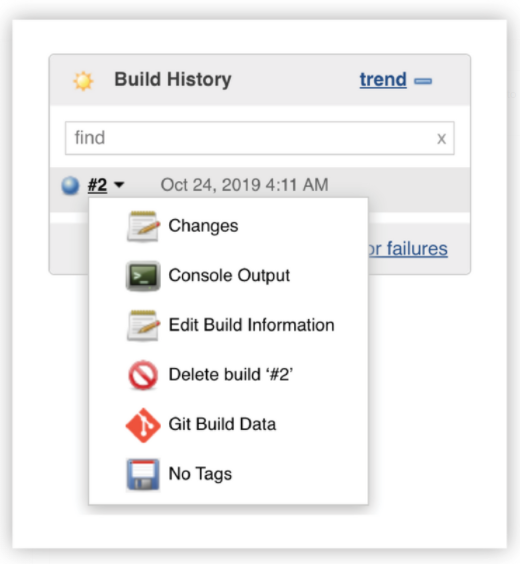 Build History trend
find x
#2 Oct 24, 2019 4:11 AM
Changes
failures
Console Output
Edit Build Information
Delete build ‘#2’
Git Build Data
No Tags